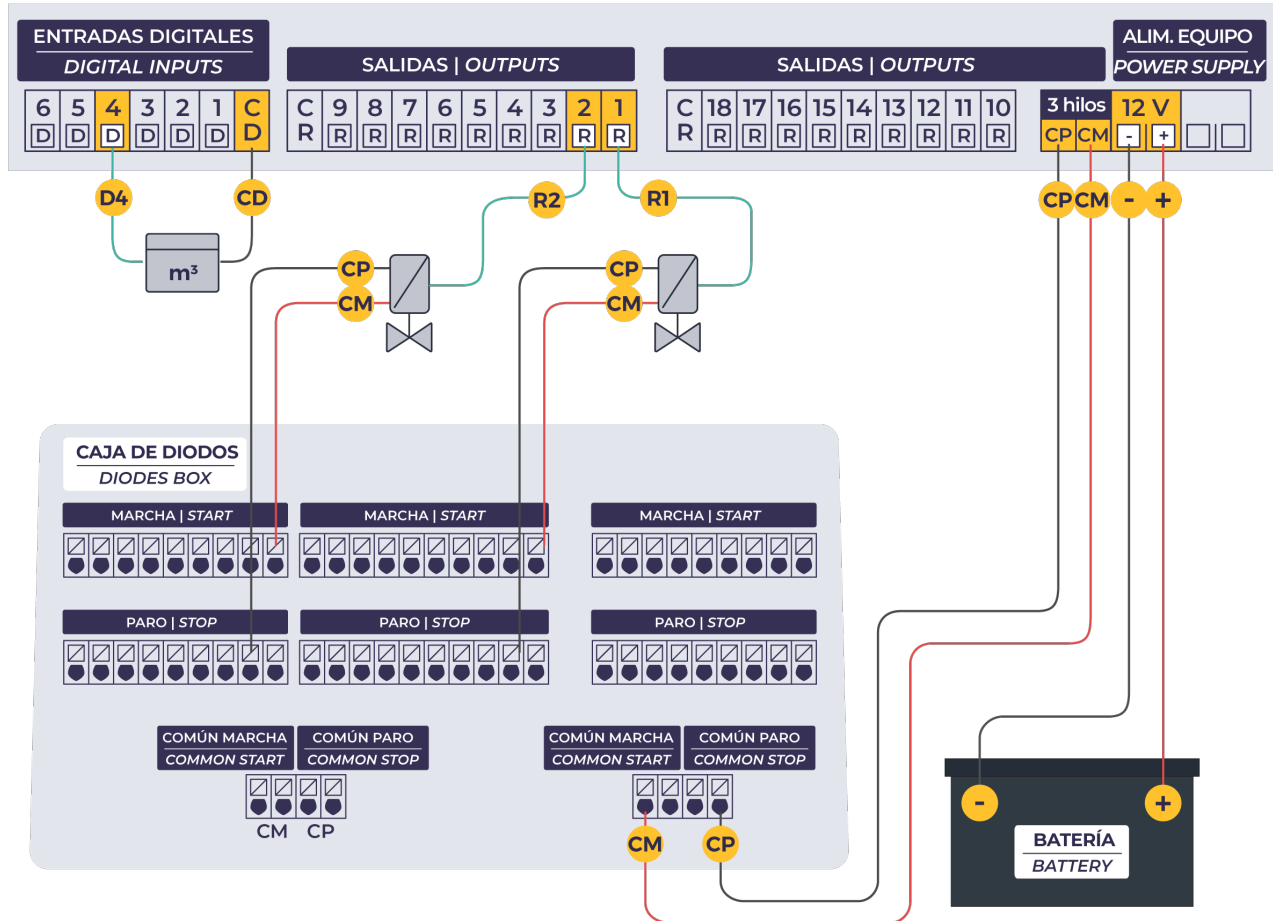 ENTRADAS DIGITALES
DIGITAL INPUTS
SALIDAS | OUTPUTS
SALIDAS | OUTPUTS
ALIM. EQUIPO
POWER SUPPLY
6 5 4 3 2 1 C
D D D D D D D
C 9 8 7 6 5 4 3 2 1
R R R R R R R R R R
C 18 17 16 15 14 13 12 11 10
R R R R R R R R R R
3 hilos 12 V
CP CM - +
D4 CD
R2 R1
CP CM - +
m³
CP
CM
CP
CM
CAJA DE DIODOS
DIODES BOX
MARCHA | START
MARCHA | START
MARCHA | START
PARO | STOP
PARO | STOP
PARO | STOP
COMÚN MARCHA
COMMON START
COMÚN PARO
COMMON STOP
COMÚN MARCHA
COMMON START
COMÚN PARO
COMMON STOP
CM CP
CM CP
- +
BATERÍA
BATTERY